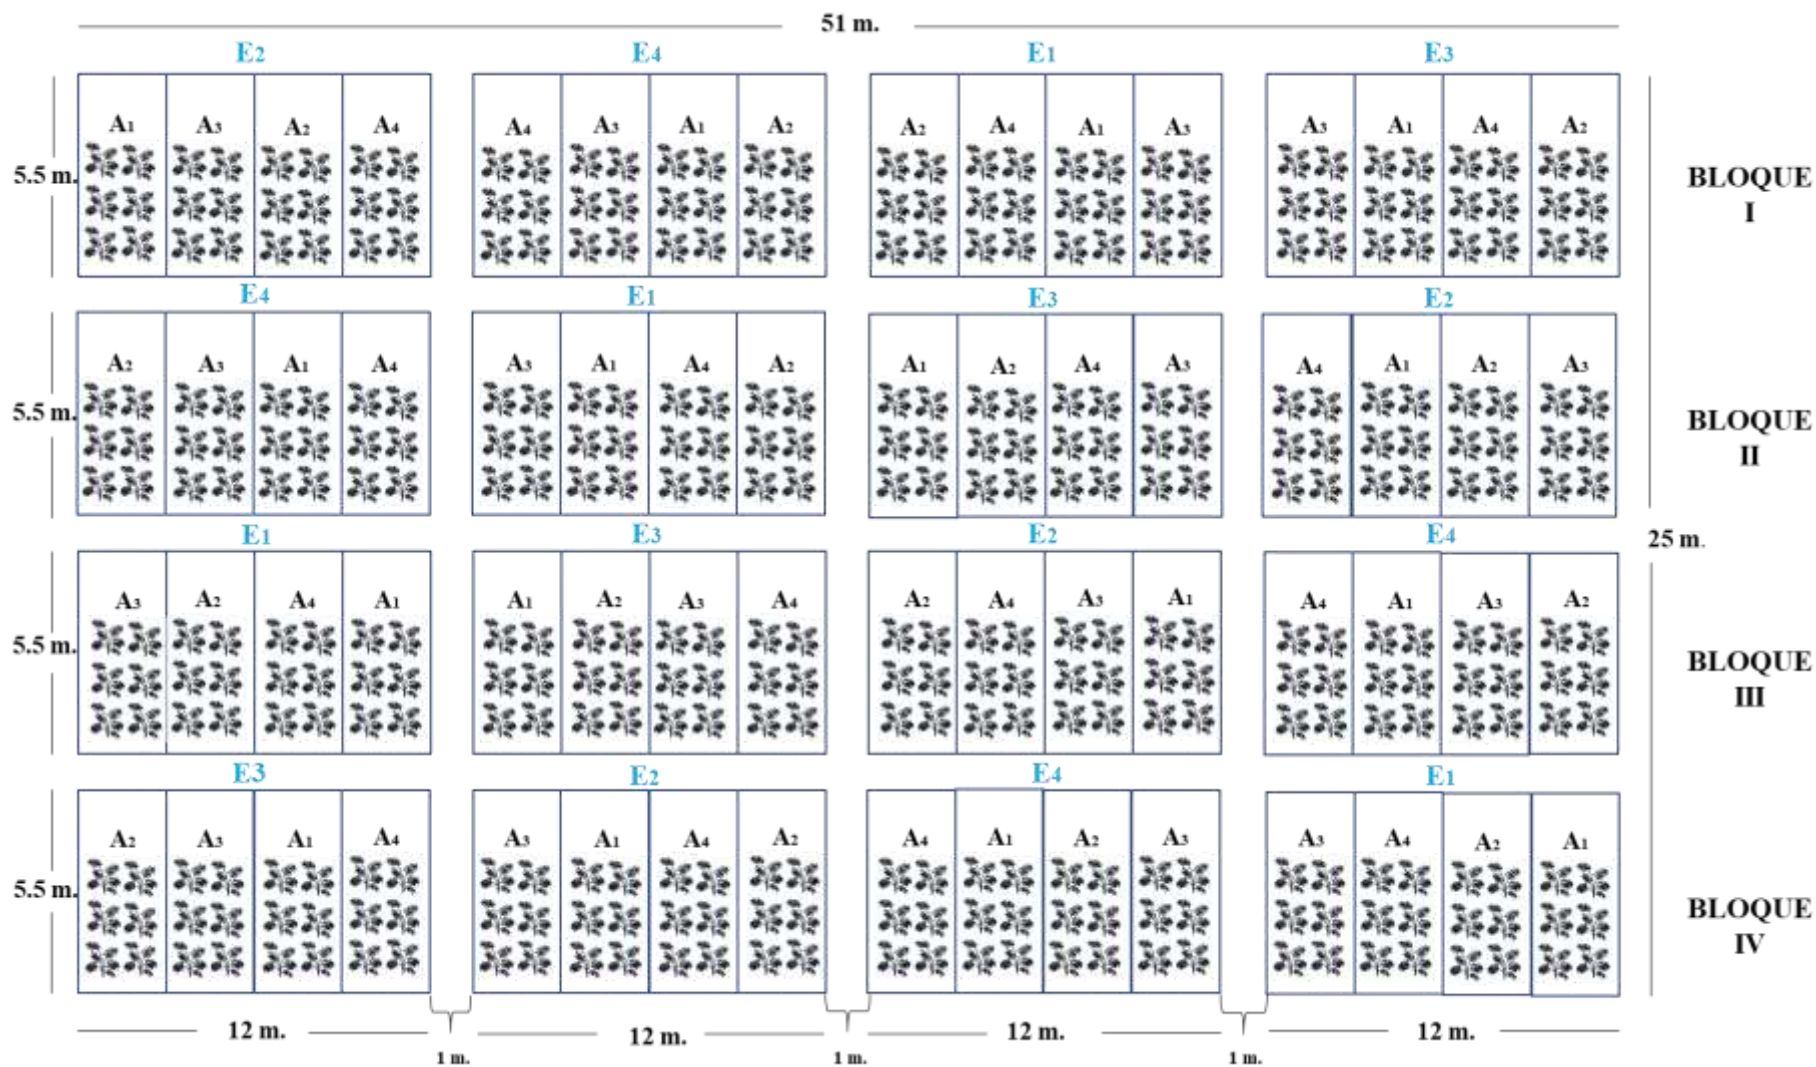 51 m.
E2 E4 E1 E3
A1 A3 A2 A4 A4 A3 A1 A2 A2 A4 A1 A3 A3 A1 A4 A2
5.5 m.
BLOQUE
I
E4 E1 E3 E2
A2 A3 A1 A4 A3 A1 A4 A2 A1 A2 A4 A3 A4 A1 A2 A3
5.5 m.
BLOQUE
II
E1 E3 E2 E4
25 m.
A3 A2 A4 A1 A1 A2 A3 A4 A2 A4 A3 A1 A4 A1 A3 A2
5.5 m.
BLOQUE
III
E3 E2 E4 E1
A2 A3 A1 A4 A3 A1 A4 A2 A4 A1 A2 A3 A3 A4 A2 A1
5.5 m.
BLOQUE
IV
12 m. 12 m. 12 m. 12 m.
1 m. 1 m. 1 m.